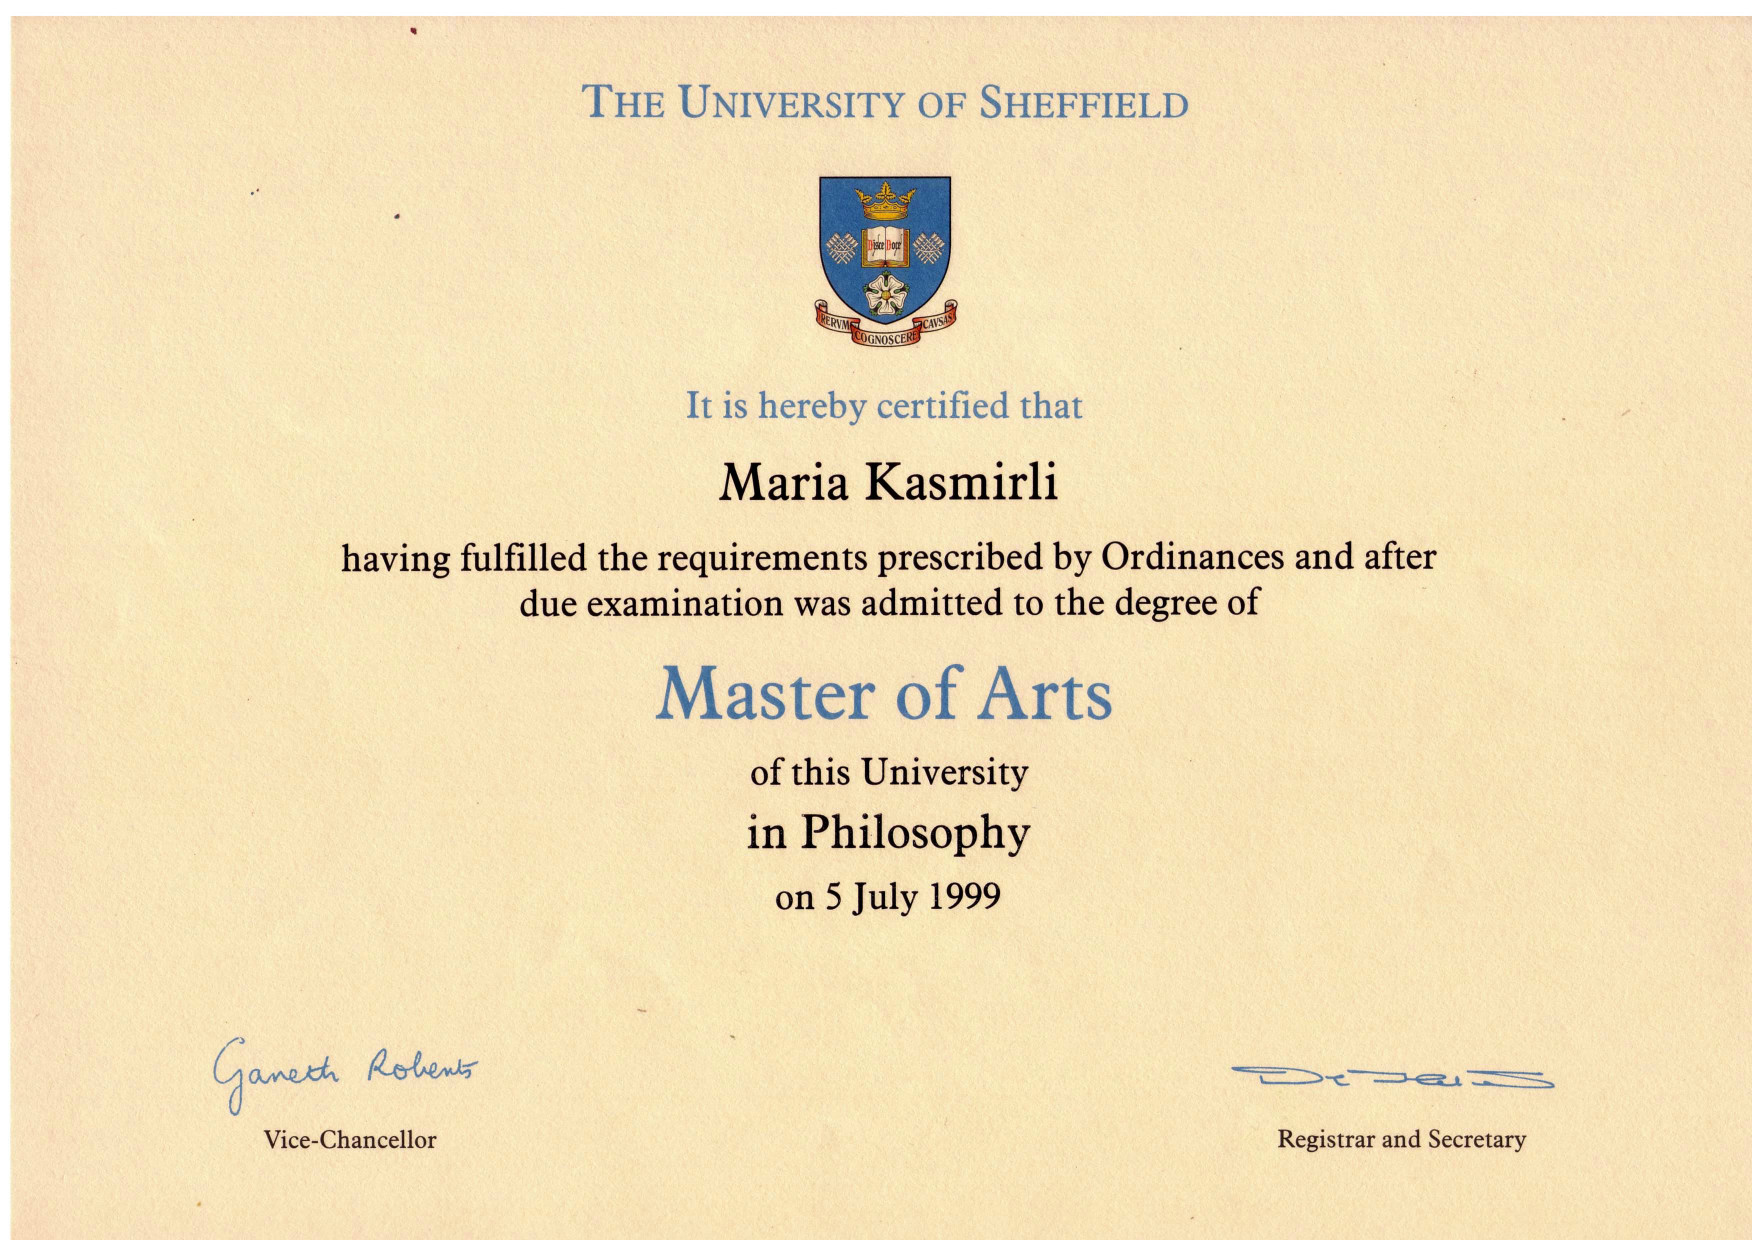 THE UNIVERSITY OF SHEFFIELD
Disce Doce
RERVM COGNOSCERE CAVSAS
It is hereby certified that
Maria Kasmirli
having fulfilled the requirements prescribed by Ordinances and after
due examination was admitted to the degree of
Master of Arts
of this University
in Philosophy
on 5 July 1999
Gareth Roberts
Vice-Chancellor
Registrar and Secretary